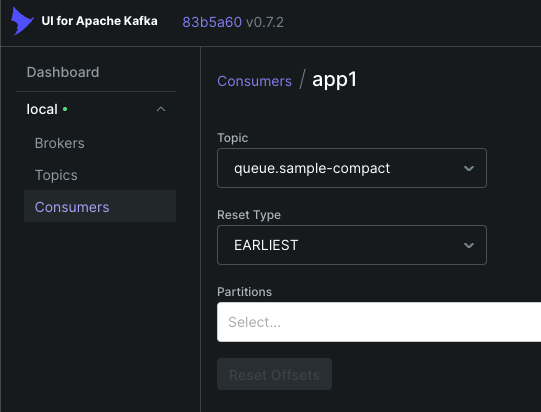 UI for Apache Kafka 83b5a60 v0.7.2
Dashboard
Consumers / app1
local
Topic
Brokers
queue.sample-compact
Topics
Consumers
Reset Type
EARLIEST
Partitions
Select...
Reset Offsets